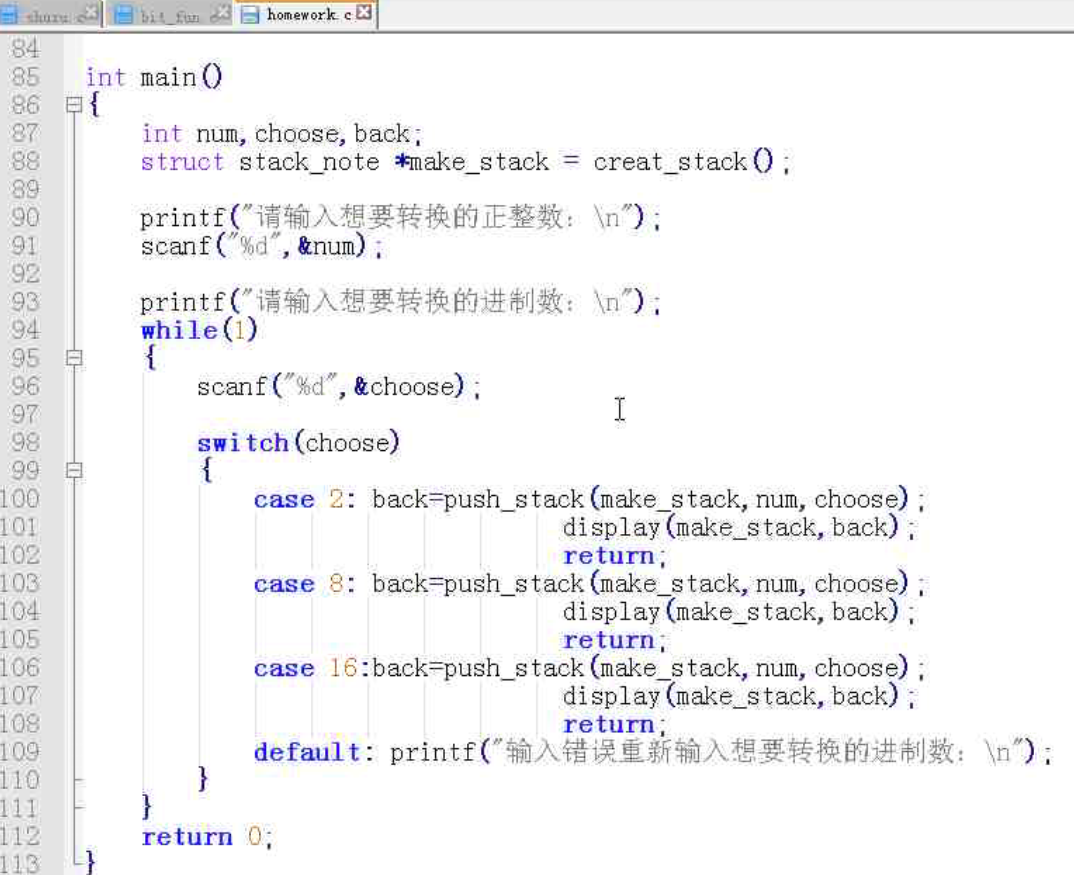 shuru.c bit_fun.c homework.c
84
85 int main()
86 {
87 int num,choose,back;
88 struct stack_note *make_stack = creat_stack();
89
90 printf("请输入想要转换的正整数：\n");
91 scanf("%d",&num);
92
93 printf("请输入想要转换的进制数：\n");
94 while(1)
95 {
96 scanf("%d",&choose);
97
98 switch(choose)
99 {
100 case 2: back=push_stack(make_stack,num,choose);
101 display(make_stack,back);
102 return;
103 case 8: back=push_stack(make_stack,num,choose);
104 display(make_stack,back);
105 return;
106 case 16:back=push_stack(make_stack,num,choose);
107 display(make_stack,back);
108 return;
109 default: printf("输入错误重新输入想要转换的进制数：\n");
110 }
111 }
112 return 0;
113 }